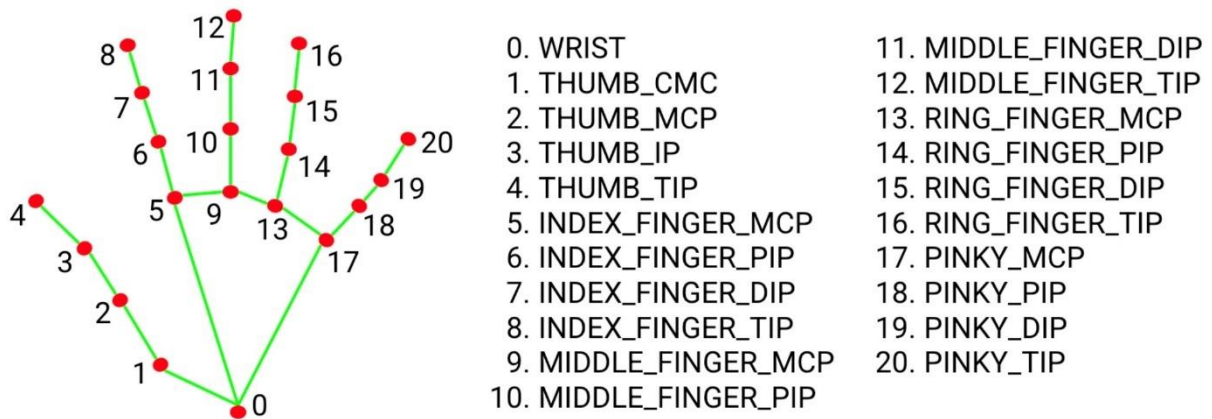 12
8
16
11
7
15
6
10
20
14
4
19
5
9
18
13
3
17
2
1
0
0. WRIST
1. THUMB_CMC
2. THUMB_MCP
3. THUMB_IP
4. THUMB_TIP
5. INDEX_FINGER_MCP
6. INDEX_FINGER_PIP
7. INDEX_FINGER_DIP
8. INDEX_FINGER_TIP
9. MIDDLE_FINGER_MCP
10. MIDDLE_FINGER_PIP
11. MIDDLE_FINGER_DIP
12. MIDDLE_FINGER_TIP
13. RING_FINGER_MCP
14. RING_FINGER_PIP
15. RING_FINGER_DIP
16. RING_FINGER_TIP
17. PINKY_MCP
18. PINKY_PIP
19. PINKY_DIP
20. PINKY_TIP